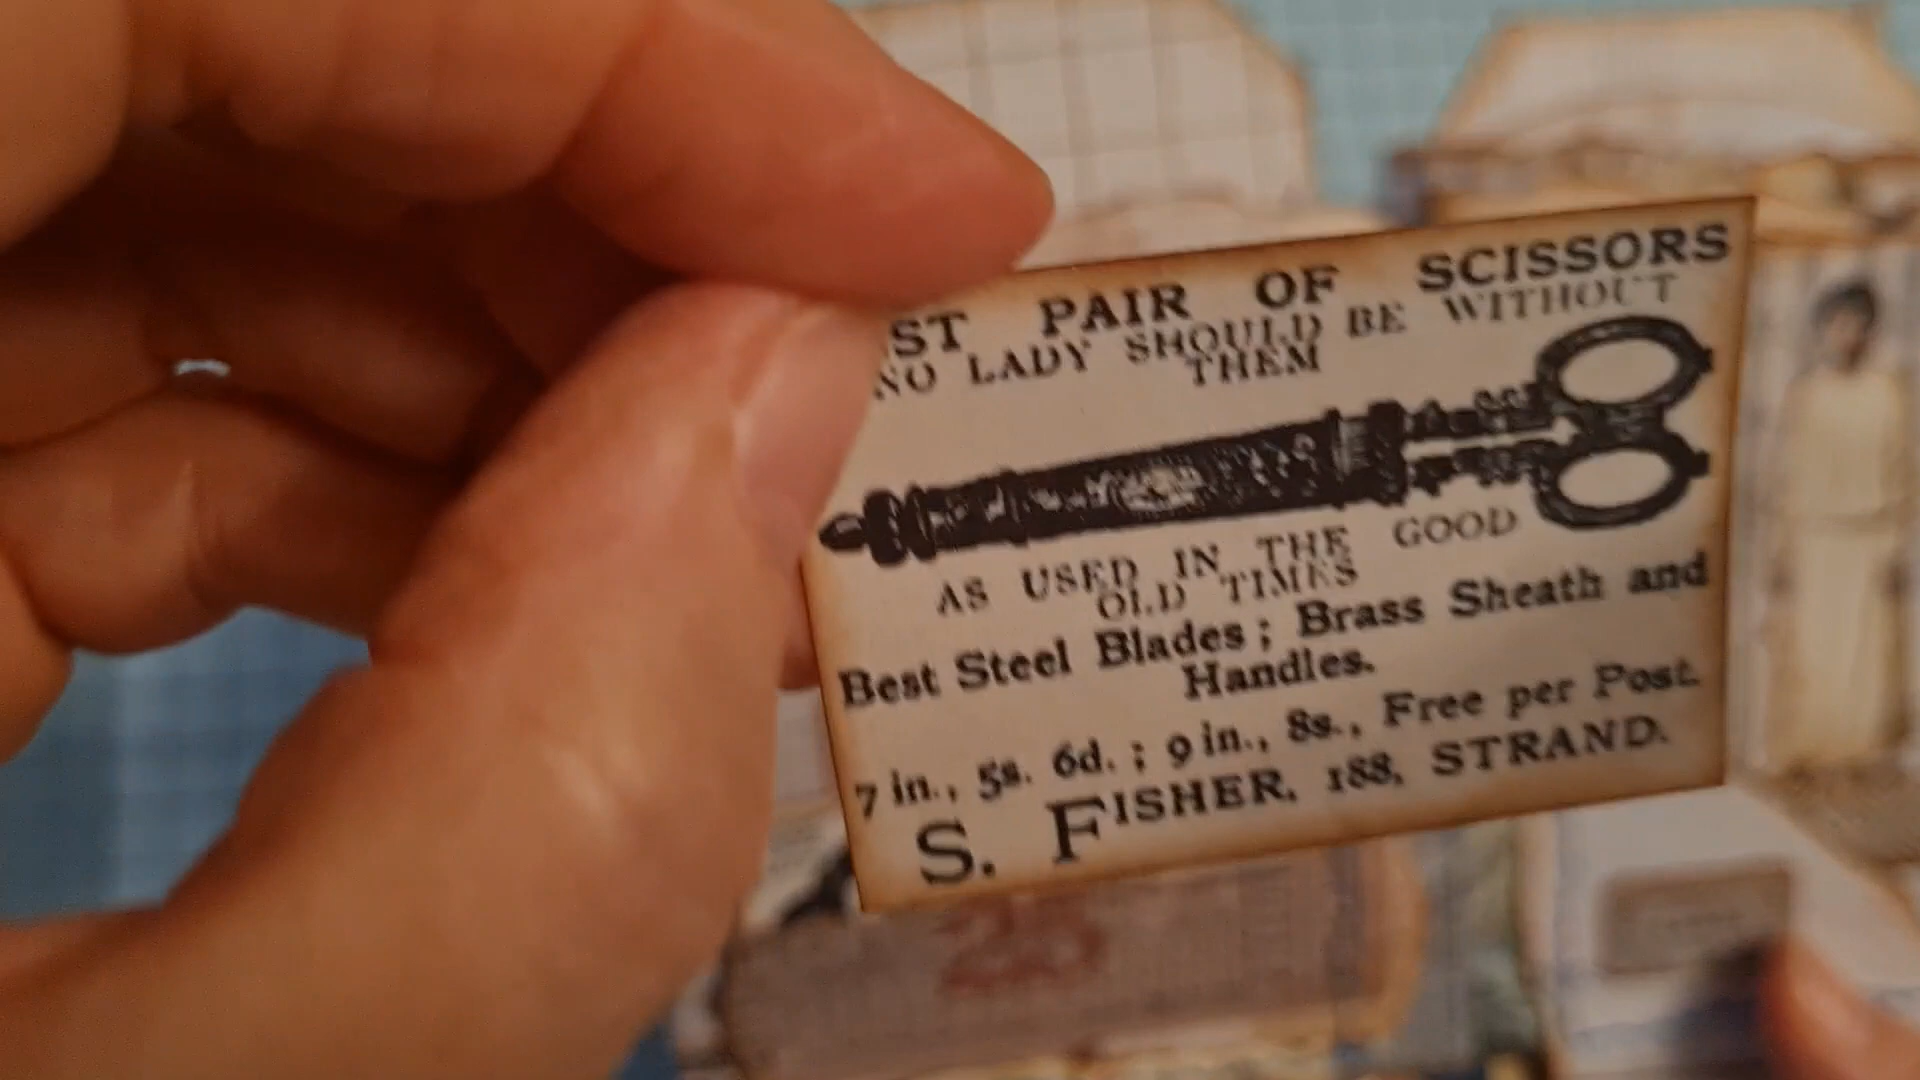 ST PAIR OF SCISSORS
NO LADY SHOULD BE WITHOUT
THEM
AS USED IN THE GOOD
OLD TIMES
Best Steel Blades; Brass Sheath and
Handles.
7 in., 5s. 6d.; 9 in., 8s., Free per Post.
S. FISHER, 188, STRAND.